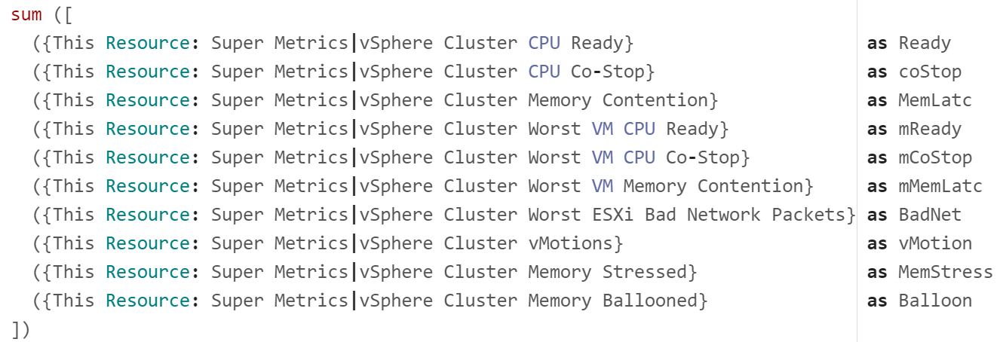 sum ([
({This Resource: Super Metrics|vSphere Cluster CPU Ready} as Ready
({This Resource: Super Metrics|vSphere Cluster CPU Co-Stop} as coStop
({This Resource: Super Metrics|vSphere Cluster Memory Contention} as MemLatc
({This Resource: Super Metrics|vSphere Cluster Worst VM CPU Ready} as mReady
({This Resource: Super Metrics|vSphere Cluster Worst VM CPU Co-Stop} as mCoStop
({This Resource: Super Metrics|vSphere Cluster Worst VM Memory Contention} as mMemLatc
({This Resource: Super Metrics|vSphere Cluster Worst ESXi Bad Network Packets} as BadNet
({This Resource: Super Metrics|vSphere Cluster vMotions} as vMotion
({This Resource: Super Metrics|vSphere Cluster Memory Stressed} as MemStress
({This Resource: Super Metrics|vSphere Cluster Memory Ballooned} as Balloon
])